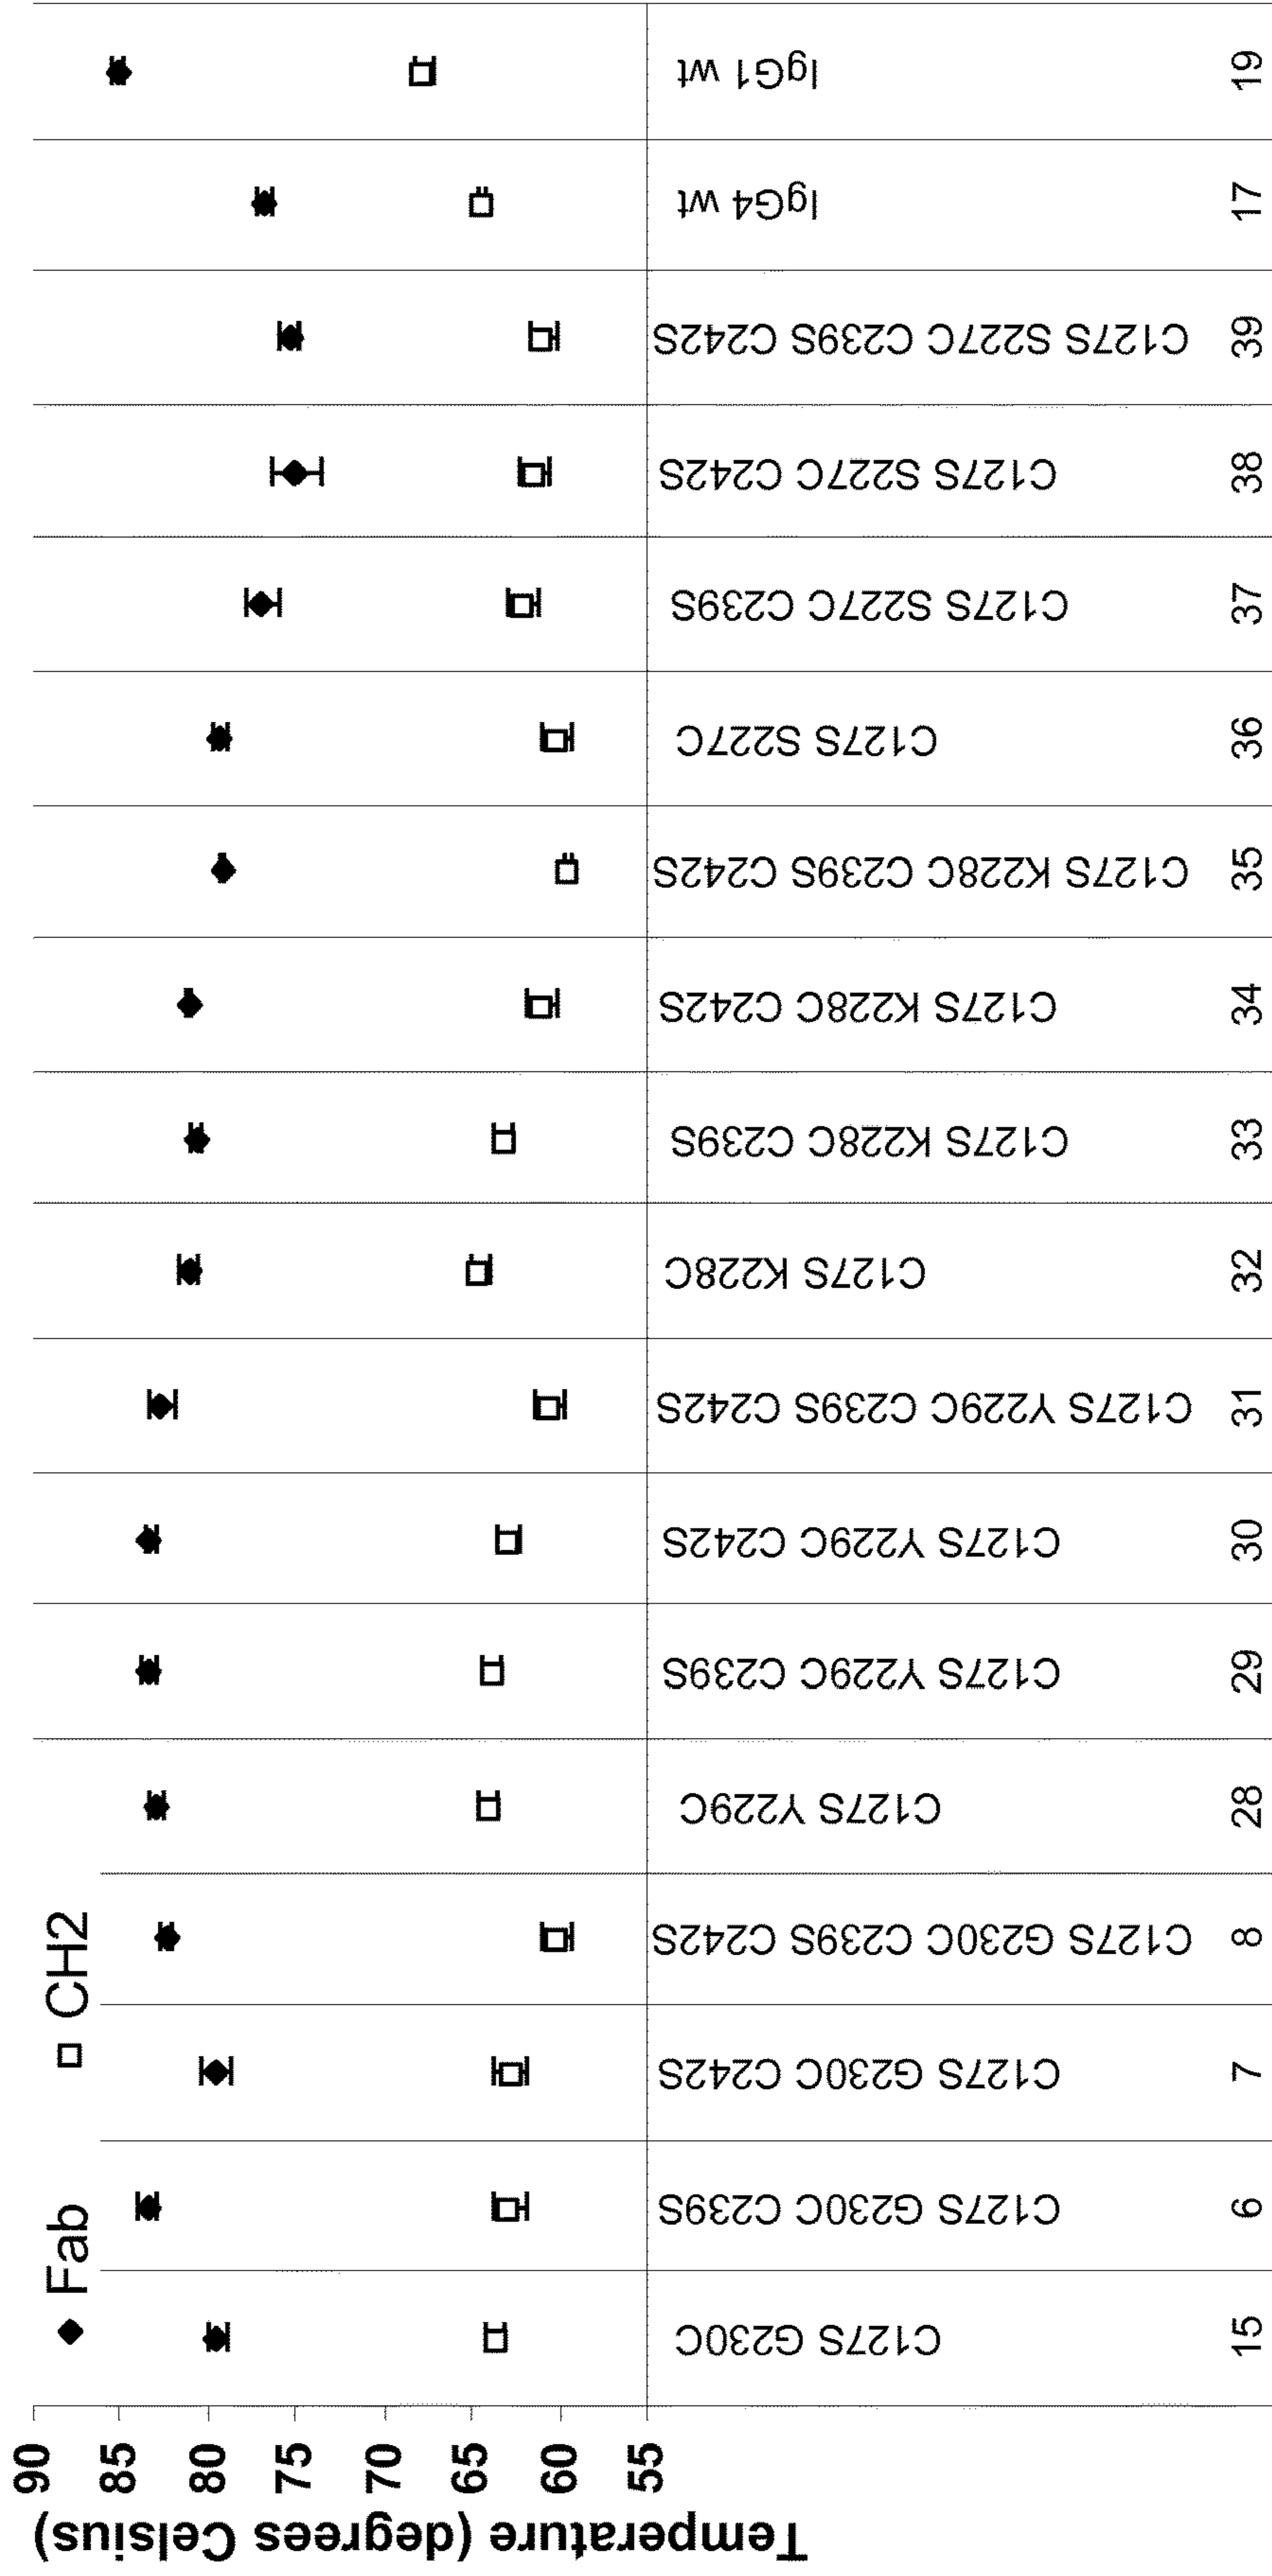 Temperature (degrees Celsius)
90
85
80
75
70
65
60
55
Fab
CH2
C127S G230C
C127S G230C C239S
C127S G230C C242S
C127S G230C C239S C242S
C127S Y229C
C127S Y229C C239S
C127S Y229C C242S
C127S Y229C C239S C242S
C127S K228C
C127S K228C C239S
C127S K228C C242S
C127S K228C C239S C242S
C127S S227C
C127S S227C C239S
C127S S227C C242S
C127S S227C C239S C242S
IgG4 wt
IgG1 wt
15
6
7
8
28
29
30
31
32
33
34
35
36
37
38
39
17
19